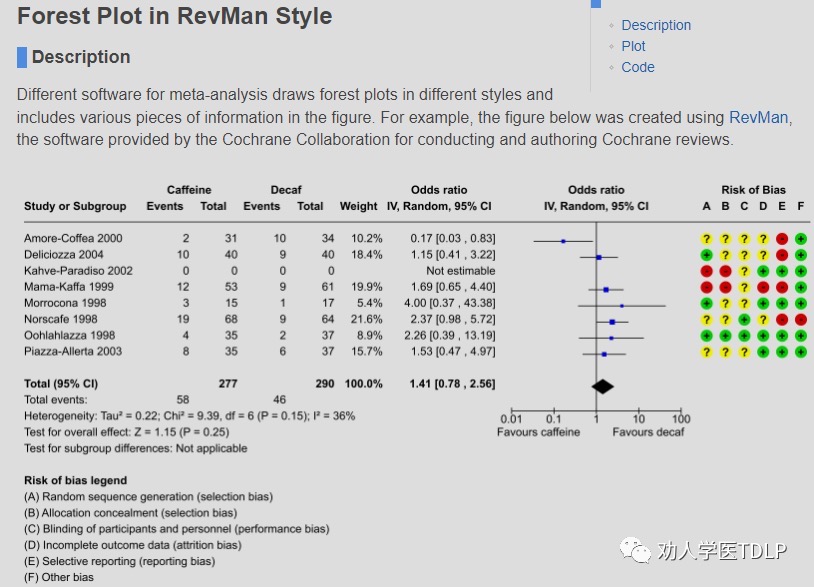 Forest Plot in RevMan Style
Description
Plot
Code
Description
Different software for meta-analysis draws forest plots in different styles and
includes various pieces of information in the figure. For example, the figure below was created using RevMan,
the software provided by the Cochrane Collaboration for conducting and authoring Cochrane reviews.
Caffeine Decaf Odds ratio Odds ratio Risk of Bias
Study or Subgroup Events Total Events Total Weight IV, Random, 95% CI IV, Random, 95% CI A B C D E F
Amore-Coffea 2000 2 31 10 34 10.2% 0.17 [0.03 , 0.83] ? ? ? ? - +
Deliciozza 2004 10 40 9 40 18.4% 1.15 [0.41 , 3.22] + ? ? ? - +
Kahve-Paradiso 2002 0 0 0 0 Not estimable - - ? + + +
Mama-Kaffa 1999 12 53 9 61 19.9% 1.69 [0.65 , 4.40] - - ? - - +
Morrocona 1998 3 15 1 17 5.4% 4.00 [0.37 , 43.38] + ? ? + + +
Norscafe 1998 19 68 9 64 21.6% 2.37 [0.98 , 5.72] ? ? + ? - -
Oohlahlazza 1998 4 35 2 37 8.9% 2.26 [0.39 , 13.19] + + + + + +
Piazza-Allerta 2003 8 35 6 37 15.7% 1.53 [0.47 , 4.97] ? ? ? + + +
Total (95% CI) 277 290 100.0% 1.41 [0.78 , 2.56]
Total events: 58 46
Heterogeneity: Tau² = 0.22; Chi² = 9.39, df = 6 (P = 0.15); I² = 36%
Test for overall effect: Z = 1.15 (P = 0.25)
Test for subgroup differences: Not applicable
0.01 0.1 1 10 100
Favours caffeine Favours decaf
Risk of bias legend
(A) Random sequence generation (selection bias)
(B) Allocation concealment (selection bias)
(C) Blinding of participants and personnel (performance bias)
(D) Incomplete outcome data (attrition bias)
(E) Selective reporting (reporting bias)
(F) Other bias
劝人学医TDLP